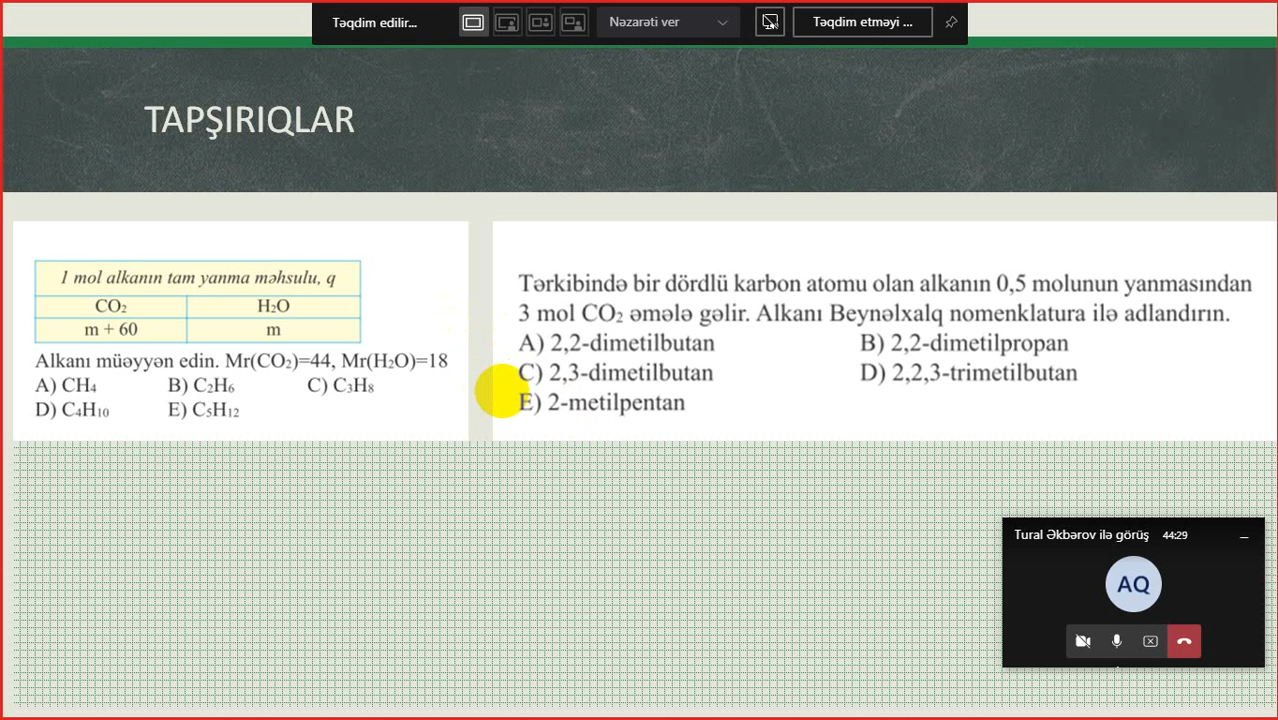 Təqdim edilir...
Nəzarəti ver
Təqdim etməyi ...
TAPŞIRIQLAR
1 mol alkanın tam yanma məhsulu, q
CO₂ H₂O
m + 60 m
Alkanı müəyyən edin. Mr(CO₂)=44, Mr(H₂O)=18
A) CH₄ B) C₂H₆ C) C₃H₈
D) C₄H₁₀ E) C₅H₁₂
Tərkibində bir dördlü karbon atomu olan alkanın 0,5 molunun yanmasından
3 mol CO₂ əmələ gəlir. Alkanı Beynəlxalq nomenklatura ilə adlandırın.
A) 2,2-dimetilbutan B) 2,2-dimetilpropan
C) 2,3-dimetilbutan D) 2,2,3-trimetilbutan
E) 2-metilpentan
Tural Əkbərov ilə görüş 44:29
AQ